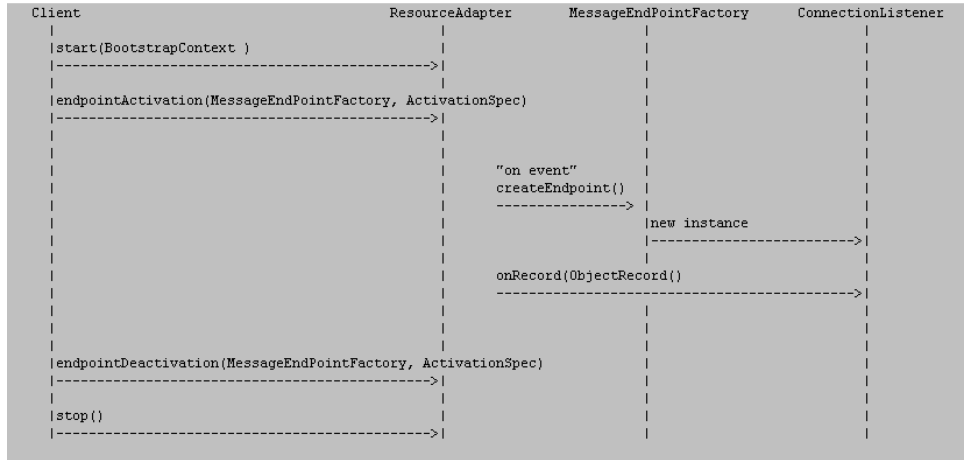 Client ResourceAdapter MessageEndPointFactory ConnectionListener
start(BootstrapContext )
endpointActivation(MessageEndPointFactory, ActivationSpec)
"on event"
createEndpoint()
new instance
onRecord(ObjectRecord()
endpointDeactivation(MessageEndPointFactory, ActivationSpec)
stop()